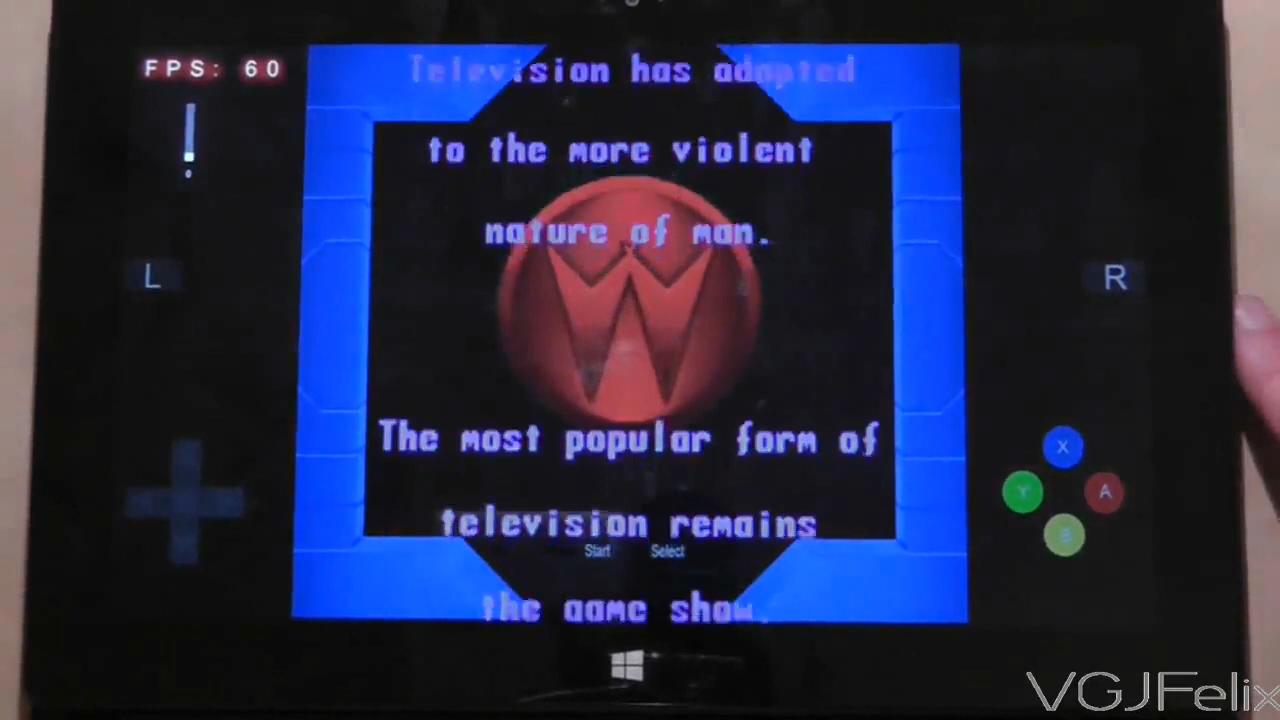 FPS: 60
Television has adapted
to the more violent
nature of man.
L
R
W
The most popular form of
X
television remains
Y
A
Start
Select
B
the game show.
VGJFelix